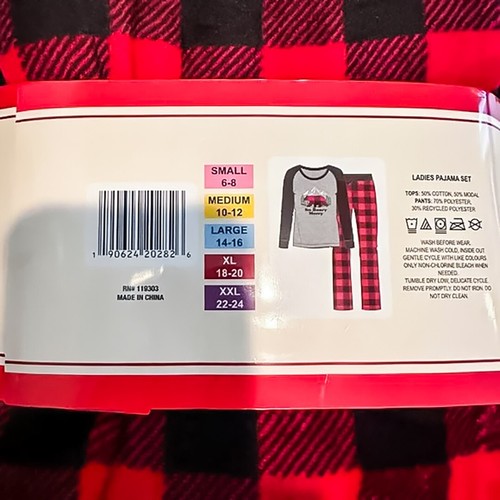 SMALL
6-8
MEDIUM
10-12
LARGE
14-16
XL
18-20
XXL
22-24
1 90624 20282 6
RN# 119303
MADE IN CHINA
So Beary
Merry
LADIES PAJAMA SET
TOPS: 50% COTTON, 50% MODAL
PANTS: 70% POLYESTER,
30% RECYCLED POLYESTER
WASH BEFORE WEAR.
MACHINE WASH COLD, INSIDE OUT
GENTLE CYCLE WITH LIKE COLOURS
ONLY NON-CHLORINE BLEACH WHEN
NEEDED.
TUMBLE DRY LOW, DELICATE CYCLE.
REMOVE PROMPTLY. DO NOT IRON. DO
NOT DRY CLEAN.